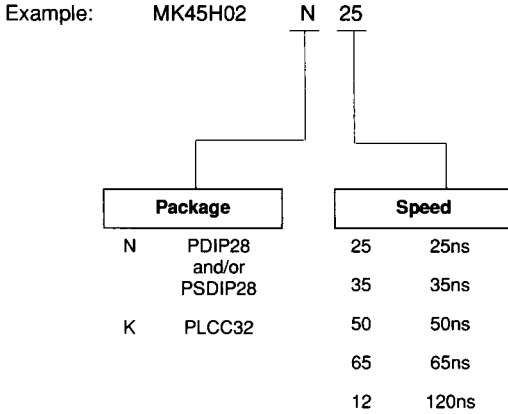 Example: MK45H02 N 25
Package Speed
N PDIP28 and/or PSDIP28
K PLCC32
25 25ns
35 35ns
50 50ns
65 65ns
12 120ns